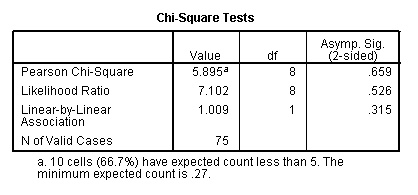 Chi-Square Tests
Value df Asymp. Sig. (2-sided)
Pearson Chi-Square 5.895a 8 .659
Likelihood Ratio 7.102 8 .526
Linear-by-Linear Association 1.009 1 .315
N of Valid Cases 75
a. 10 cells (66.7%) have expected count less than 5. The
minimum expected count is .27.